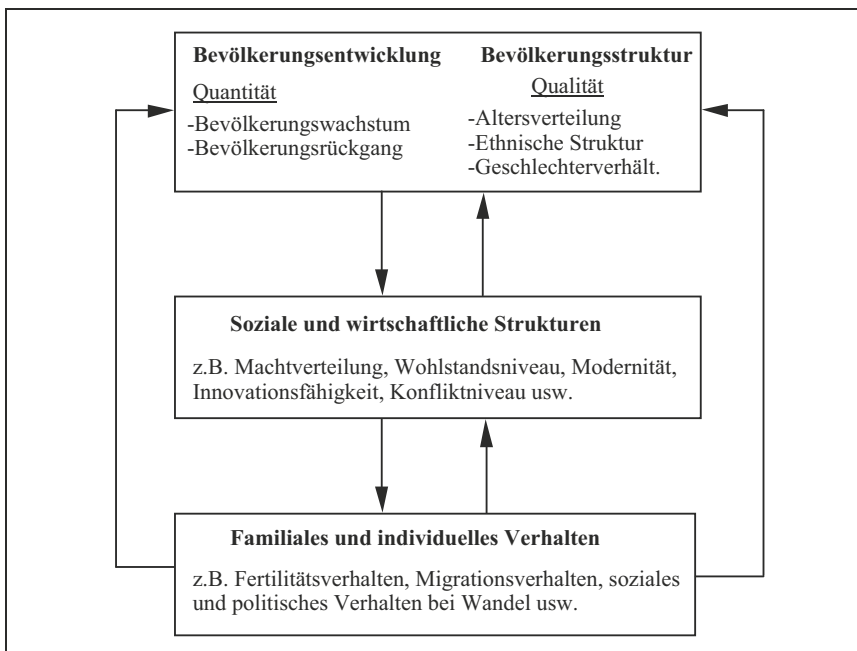 Bevölkerungsentwicklung
Quantität
-Bevölkerungswachstum
-Bevölkerungsrückgang
Bevölkerungsstruktur
Qualität
-Altersverteilung
-Ethnische Struktur
-Geschlechterverhält.
Soziale und wirtschaftliche Strukturen
z.B. Machtverteilung, Wohlstandsniveau, Modernität,
Innovationsfähigkeit, Konfliktniveau usw.
Familiales und individuelles Verhalten
z.B. Fertilitätsverhalten, Migrationsverhalten, soziales
und politisches Verhalten bei Wandel usw.